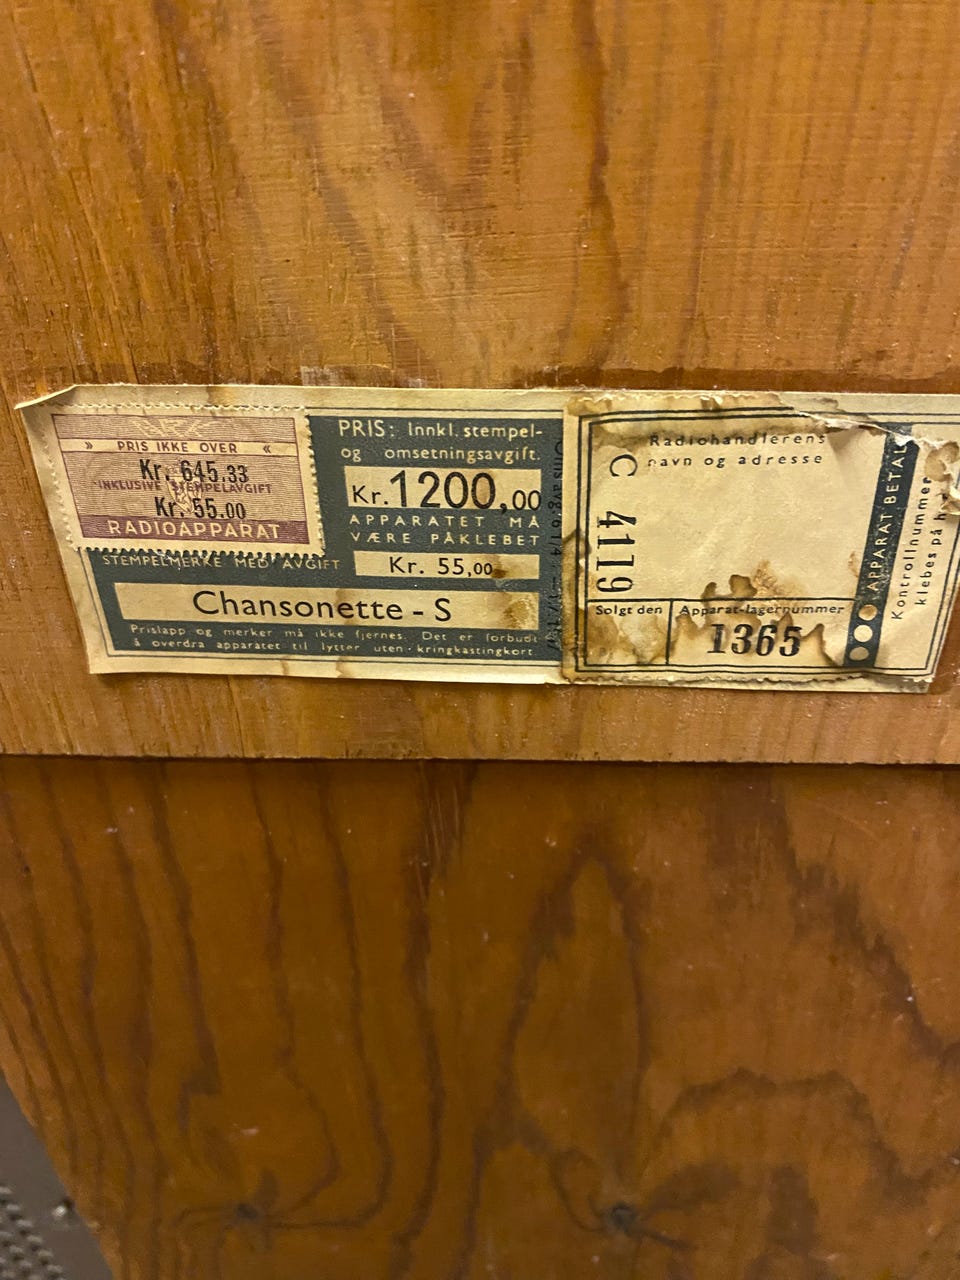 » PRIS IKKE OVER «
Kr. 645.33
INKLUSIVE STEMPELAVGIFT
Kr. 55.00
RADIOAPPARAT
STEMPELMERKE MED AVGIFT
PRIS: Innkl. stempel-
og omsetningsavgift.
Kr. 1200,00
APPARATET MÅ
VÆRE PÅKLEBET
Kr. 55,00
Chansonette - S
Prislapp og merker må ikke fjernes. Det er forbudt
å overdra apparatet til lytter uten kringkastingkort.
C 4119
Radiohandlerens
navn og adresse
Solgt den
Apparat-lagernummer
1365
APPARAT BETAL
Kontrollnummer
klebes på